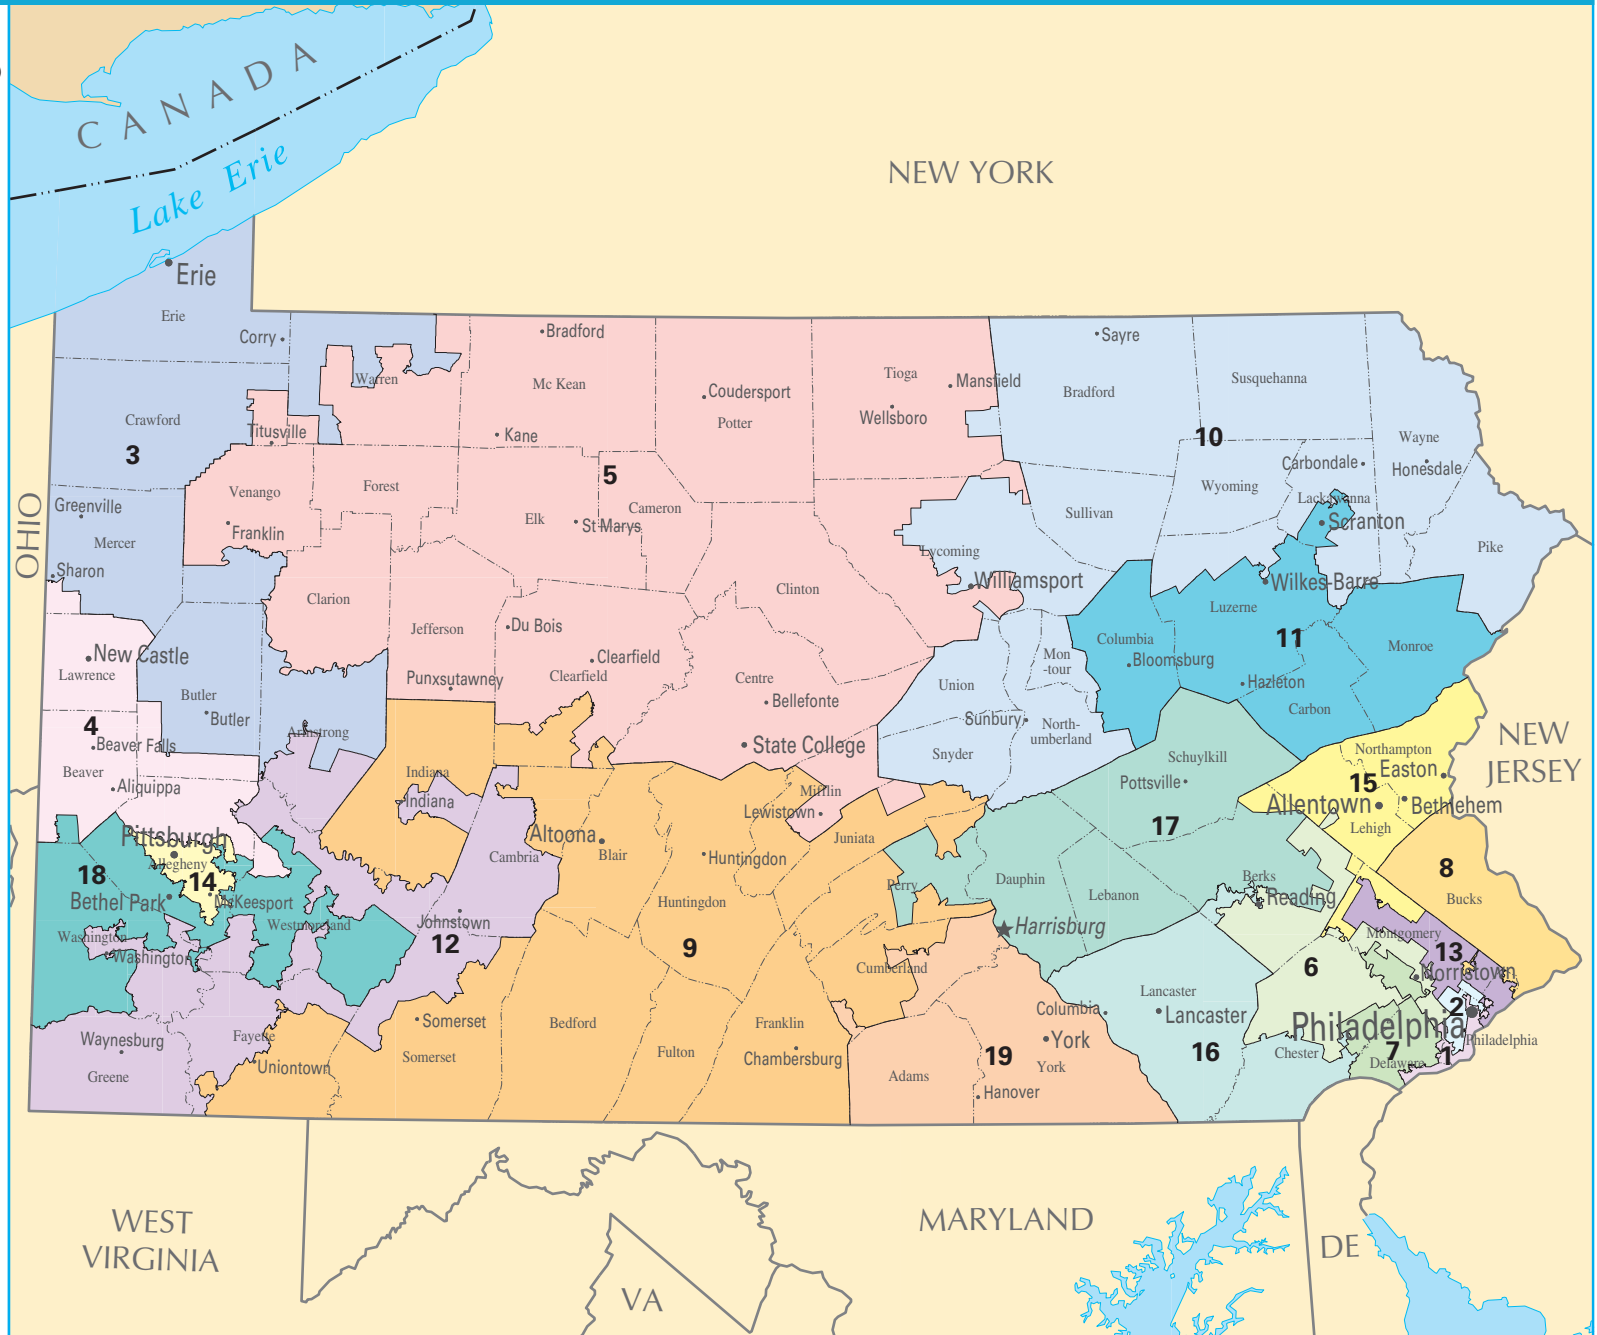 CANADA
Lake Erie
NEW YORK
Erie
Erie
Corry
Bradford
Sayre
Warren
Mc Kean
Tioga
Mansfield
Bradford
Susquehanna
Coudersport
Potter
Wellsboro
Crawford
Titusville
Kane
3
10
Wayne
Honesdale
Carbondale
5
Venango
Forest
Wyoming
Lackawanna
OHIO
Greenville
Mercer
Franklin
Elk
St Marys
Cameron
Sullivan
Scranton
Pike
Sharon
Lycoming
Williamsport
Wilkes-Barre
Clarion
Clinton
Luzerne
Jefferson
Du Bois
Columbia
11
Monroe
New Castle
Lawrence
Clearfield
Clearfield
Mon
-tour
Bloomsburg
Punxsutawney
Centre
Bellefonte
Union
Hazleton
Butler
Butler
Carbon
4
Beaver Falls
Armstrong
State College
Sunbury
North-
umberland
Snyder
Schuylkill
Northampton
Easton
NEW
JERSEY
Beaver
Aliquippa
Indiana
Indiana
Mifflin
Lewistown
Pottsville
15
Allentown
Bethlehem
Lehigh
Pittsburgh
Allegheny
Altoona
Blair
Cambria
Huntingdon
Juniata
17
18
14
Bethel Park
McKeesport
Perry
Dauphin
Lebanon
Berks
Reading
8
Bucks
Huntingdon
Washington
Washington
Westmoreland
Johnstown
12
9
Harrisburg
Montgomery
13
Norristown
Cumberland
6
Lancaster
Columbia
Lancaster
2
Philadelphia
Philadelphia
Waynesburg
Fayette
Somerset
Somerset
Bedford
Franklin
Chambersburg
Fulton
York
York
19
16
Chester
7
Delaware
1
Greene
Uniontown
Adams
Hanover
WEST
VIRGINIA
VA
MARYLAND
DE